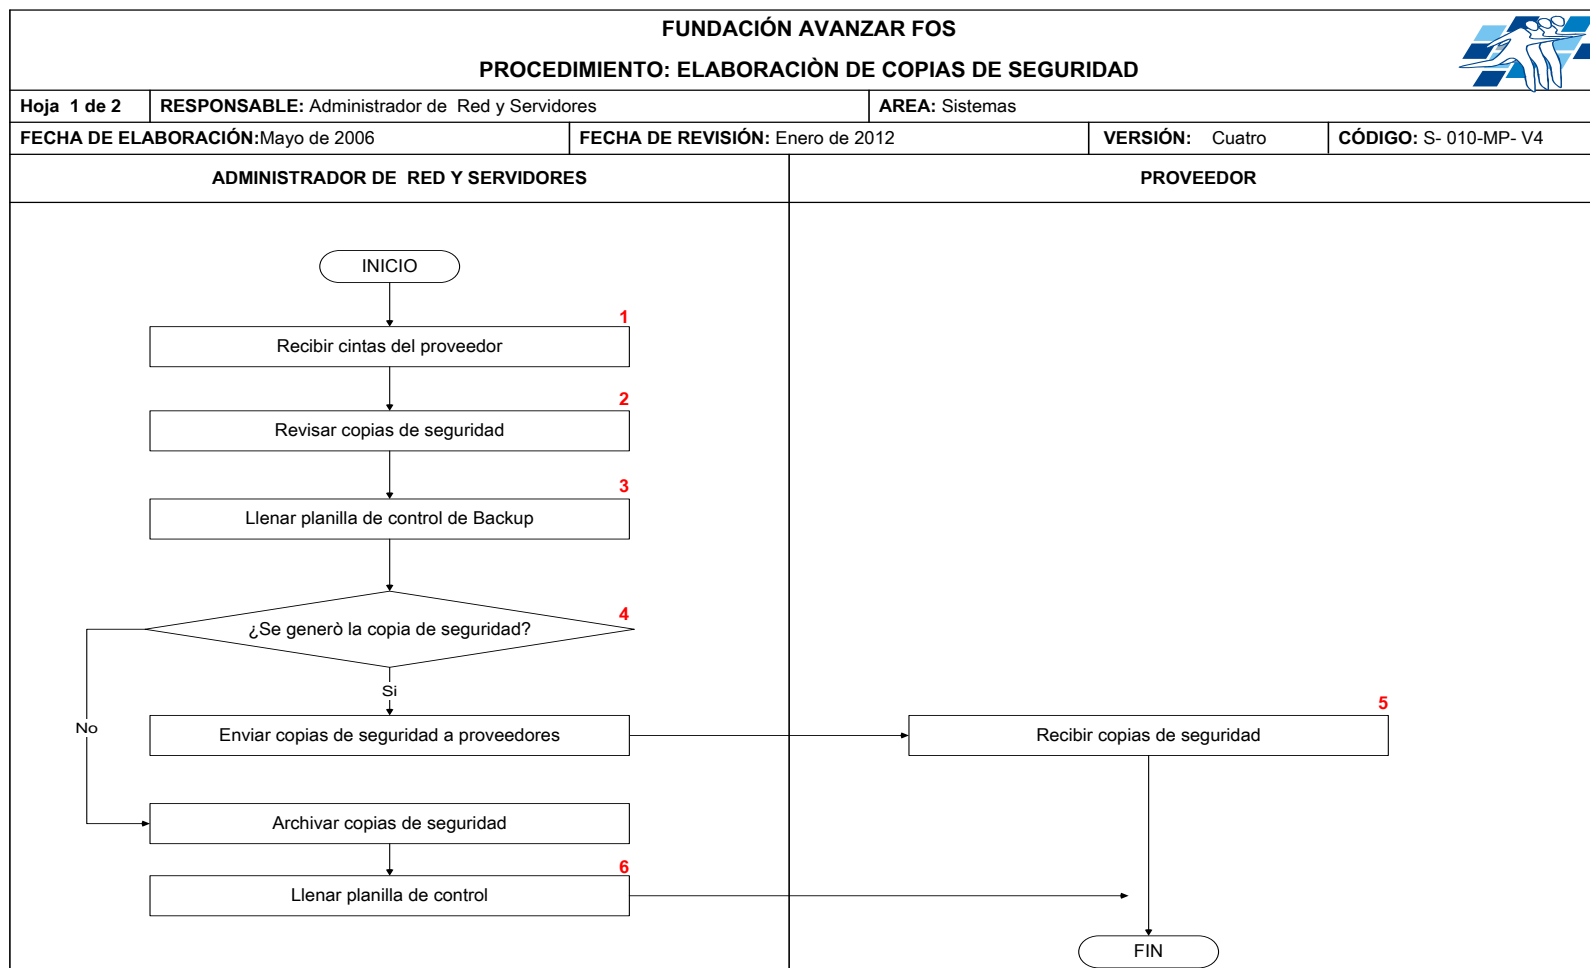 FUNDACIÓN AVANZAR FOS
PROCEDIMIENTO: ELABORACIÒN DE COPIAS DE SEGURIDAD
Hoja 1 de 2 RESPONSABLE: Administrador de Red y Servidores AREA: Sistemas
FECHA DE ELABORACIÓN:Mayo de 2006 FECHA DE REVISIÓN: Enero de 2012 VERSIÓN: Cuatro CÓDIGO: S- 010-MP- V4
ADMINISTRADOR DE RED Y SERVIDORES PROVEEDOR
INICIO
1
Recibir cintas del proveedor
2
Revisar copias de seguridad
3
Llenar planilla de control de Backup
4
¿Se generò la copia de seguridad?
Si
No
5
Enviar copias de seguridad a proveedores Recibir copias de seguridad
Archivar copias de seguridad
6
Llenar planilla de control
FIN